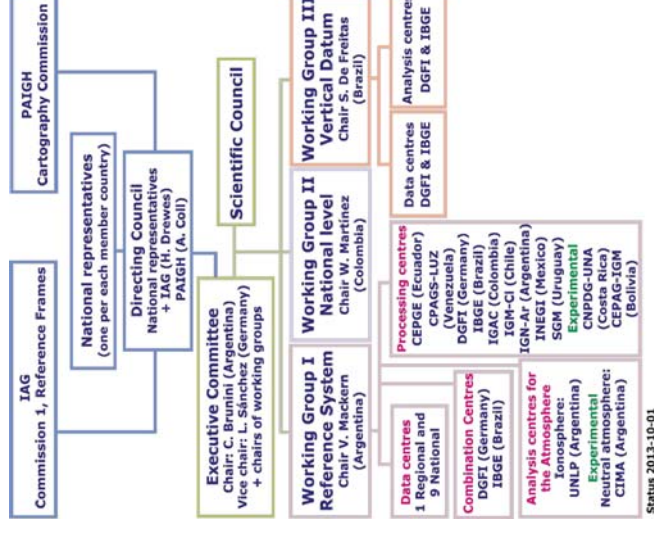 IAG
Commission 1, Reference Frames
PAIGH
Cartography Commission
National representatives
(one per each member country)
Directing Council
National representatives
+ IAG (H. Drewes)
PAIGH (A. Coll)
Executive Committee
Chair: C. Brunini (Argentina)
Vice chair: L. Sánchez (Germany)
+ chairs of working groups
Scientific Council
Working Group I
Reference System
Chair V. Mackern
(Argentina)
Working Group II
National level
Chair W. Martínez
(Colombia)
Working Group III
Vertical Datum
Chair S. De Freitas
(Brazil)
Data centres
1 Regional and
9 National
Combination Centres
DGFI (Germany)
IBGE (Brazil)
Analysis centres for
the Atmosphere
Ionosphere:
UNLP (Argentina)
Experimental
Neutral atmosphere:
CIMA (Argentina)
Processing centres
CEPGE (Ecuador)
CPAGS-LUZ
(Venezuela)
DGFI (Germany)
IBGE (Brazil)
IGAC (Colombia)
IGM-Cl (Chile)
IGN-Ar (Argentina)
INEGI (Mexico)
SGM (Uruguay)
Experimental
CNPDG-UNA
(Costa Rica)
CEPAG-IGM
(Bolivia)
Data centres
DGFI & IBGE
Analysis centres
DGFI & IBGE
Status 2013-10-01